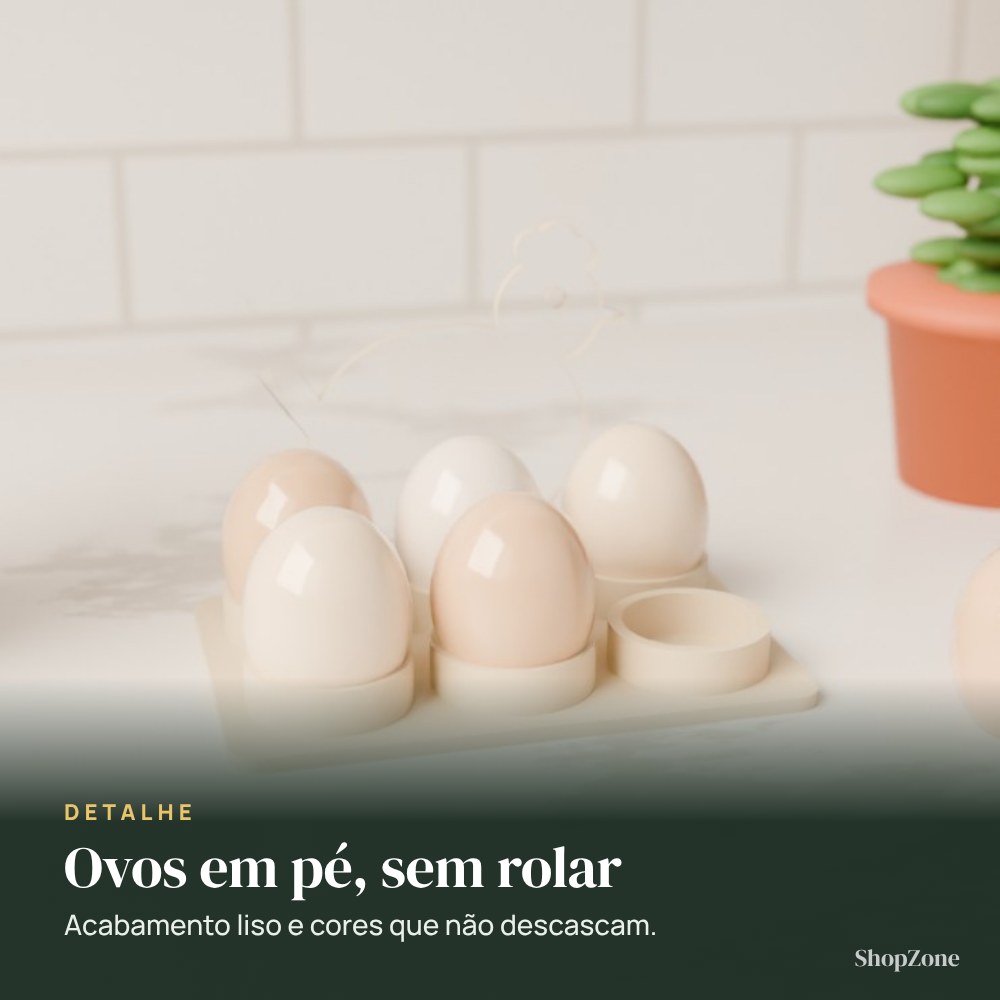 DETALHE
Ovos em pé, sem rolar
Acabamento liso e cores que não descascam.
ShopZone